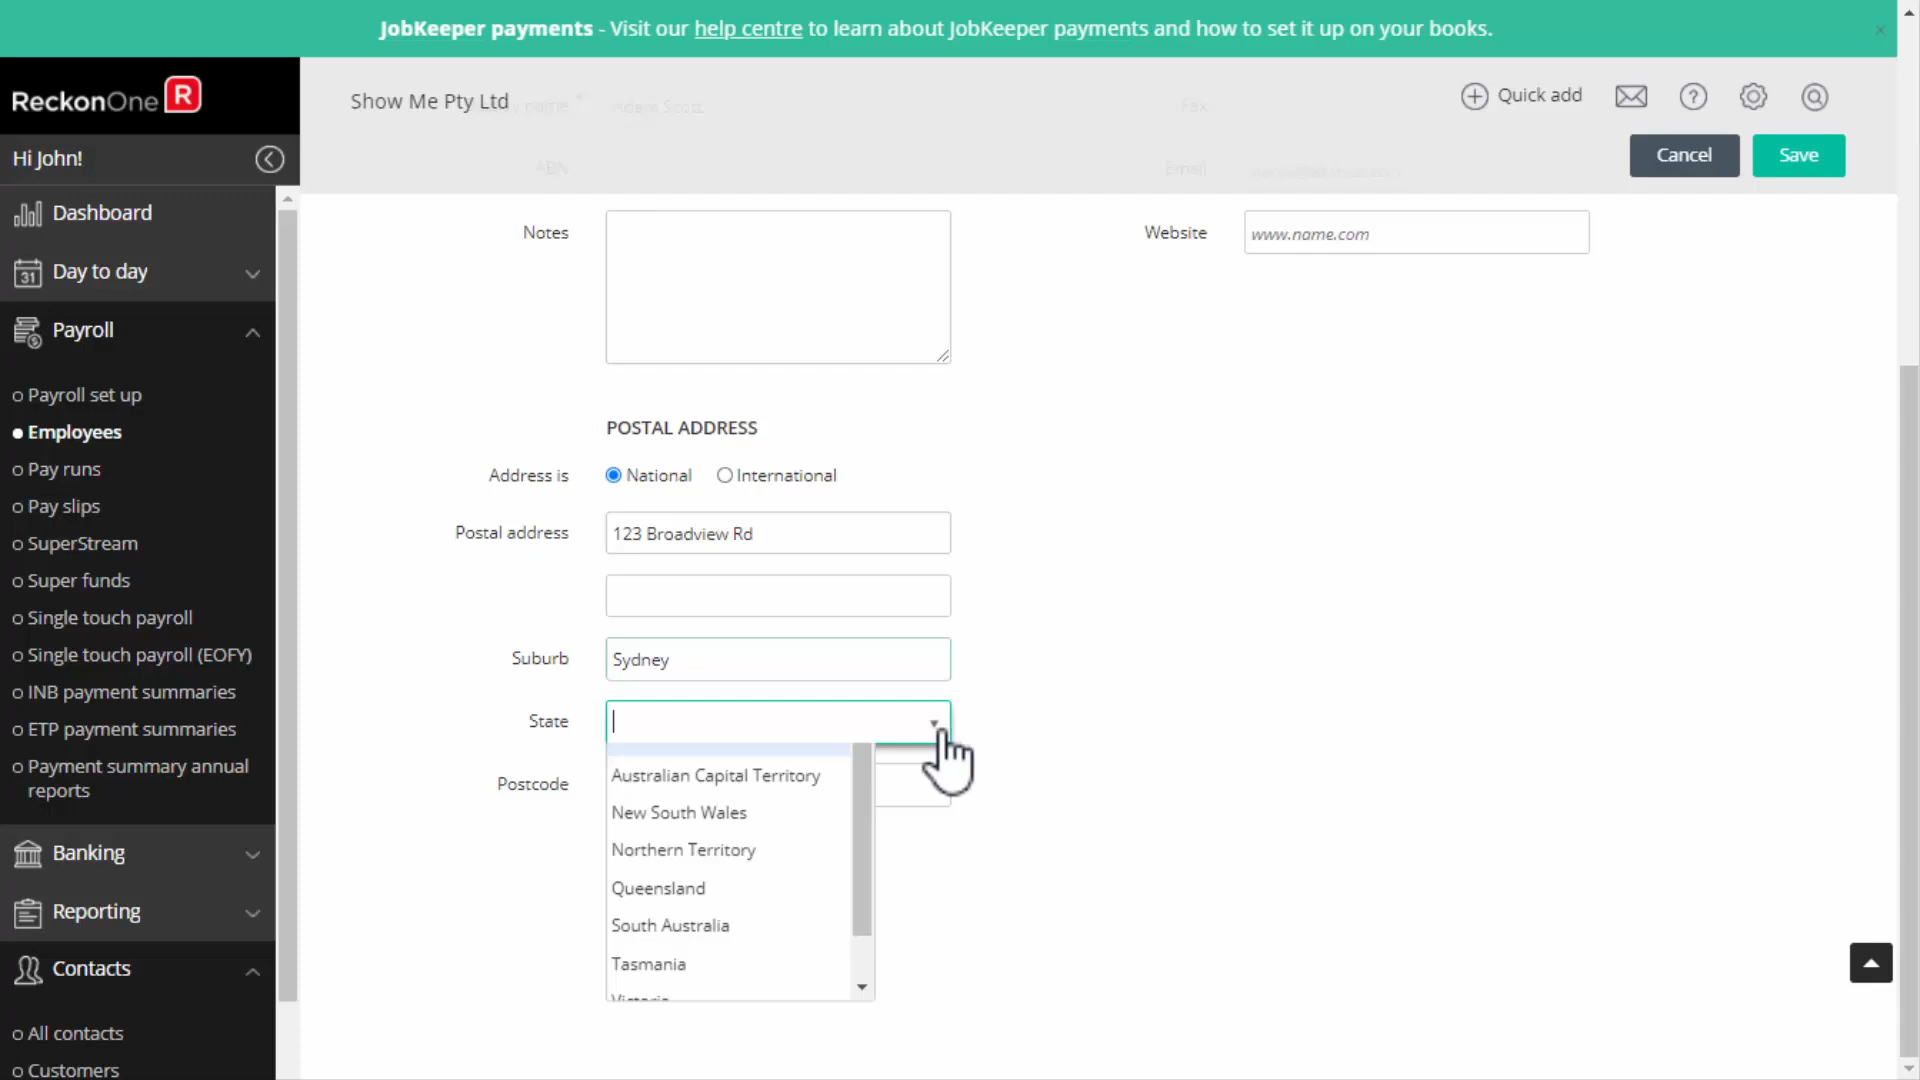 JobKeeper payments - Visit our help centre to learn about JobKeeper payments and how to set it up on your books.
ReckonOne R
Show Me Pty Ltd
Quick add
Hi John!
Cancel
Save
ABN
Email
Fax
Dashboard
Day to day
31
Payroll
Payroll set up
Employees
Pay runs
Pay slips
SuperStream
Super funds
Single touch payroll
Single touch payroll (EOFY)
INB payment summaries
ETP payment summaries
Payment summary annual
reports
Banking
Reporting
Contacts
All contacts
Customers
Notes
Website
www.name.com
POSTAL ADDRESS
Address is
National
International
Postal address
123 Broadview Rd
Suburb
Sydney
State
Postcode
Australian Capital Territory
New South Wales
Northern Territory
Queensland
South Australia
Tasmania
Victoria